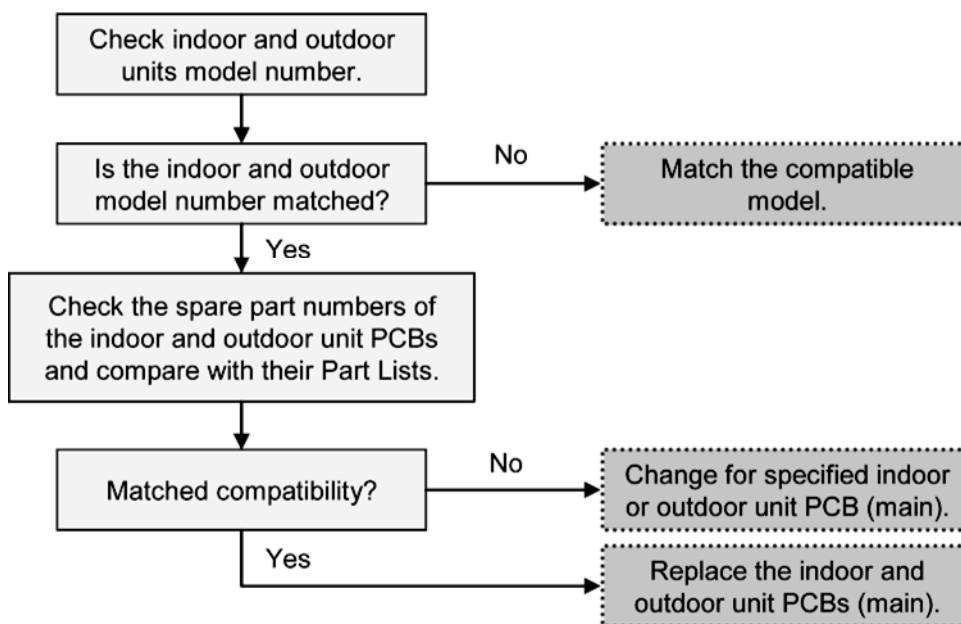 Check indoor and outdoor
units model number.
Is the indoor and outdoor
model number matched?
No
Match the compatible
model.
Yes
Check the spare part numbers of
the indoor and outdoor unit PCBs
and compare with their Part Lists.
Matched compatibility?
No
Change for specified indoor
or outdoor unit PCB (main).
Yes
Replace the indoor and
outdoor unit PCBs (main).